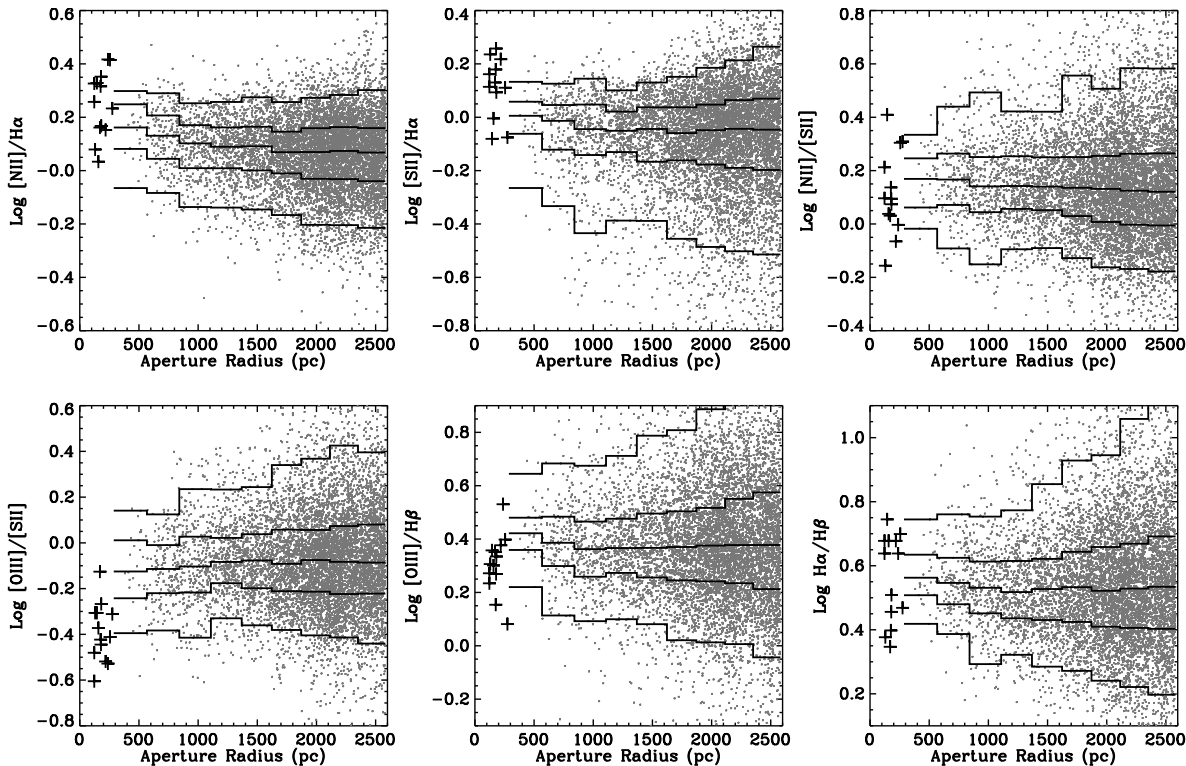 Log [NII]/Hα
0.6
0.4
0.2
−0.0
−0.2
−0.4
−0.6
0 500 1000 1500 2000 2500
Aperture Radius (pc)
Log [SII]/Hα
0.4
0.2
0.0
−0.2
−0.4
−0.6
−0.8
0 500 1000 1500 2000 2500
Aperture Radius (pc)
Log [NII]/[SII]
0.8
0.6
0.4
0.2
0.0
−0.2
−0.4
0 500 1000 1500 2000 2500
Aperture Radius (pc)
Log [OIII]/[SII]
0.6
0.4
0.2
0.0
−0.2
−0.4
−0.6
−0.8
0 500 1000 1500 2000 2500
Aperture Radius (pc)
Log [OIII]/Hβ
0.8
0.6
0.4
0.2
0.0
−0.2
0 500 1000 1500 2000 2500
Aperture Radius (pc)
Log Hα/Hβ
1.0
0.8
0.6
0.4
0.2
0 500 1000 1500 2000 2500
Aperture Radius (pc)